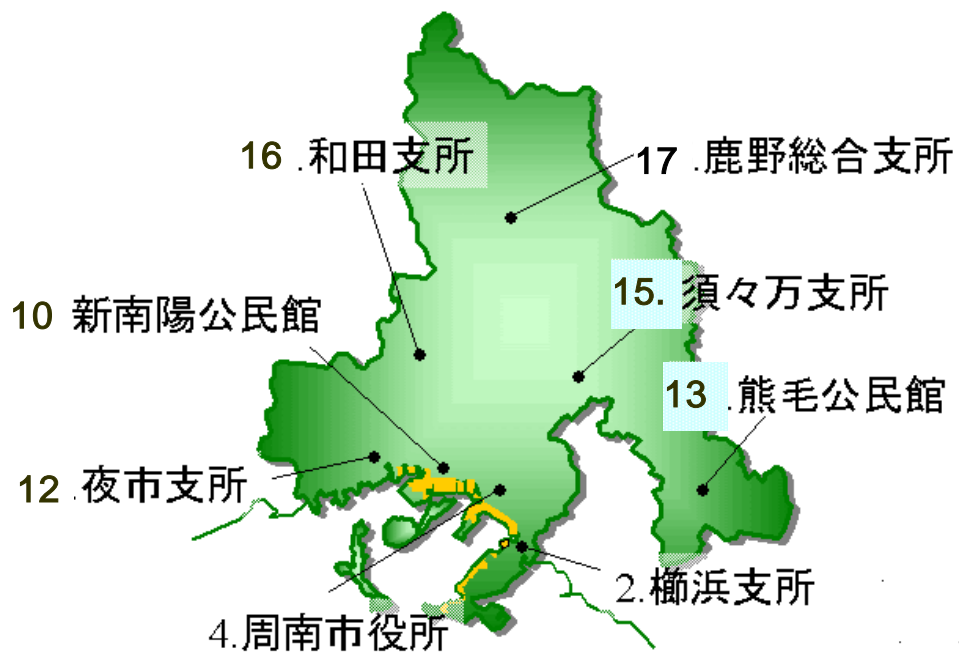 16 .和田支所
17 .鹿野総合支所
15. 須々万支所
10 新南陽公民館
13 .熊毛公民館
12 .夜市支所
2.櫛浜支所
4.周南市役所